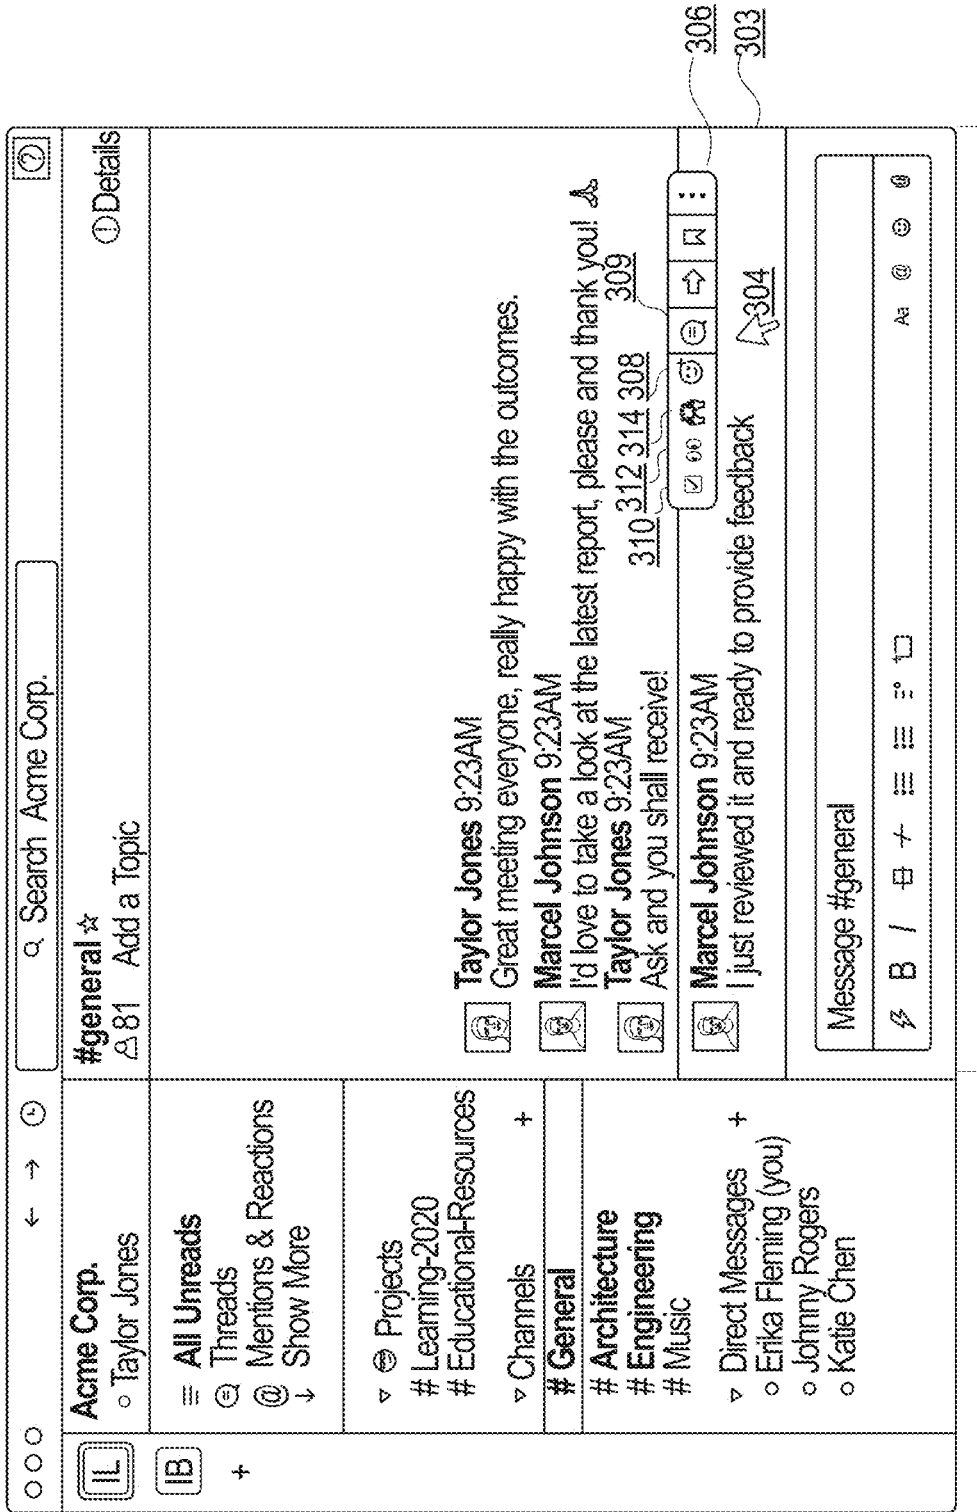 Search Acme Corp.
IL
IB
+
Acme Corp.
Taylor Jones
All Unreads
Threads
@ Mentions & Reactions
Show More
Projects
# Learning-2020
# Educational-Resources
Channels +
# General
# Architecture
# Engineering
# Music
Direct Messages +
Erika Fleming (you)
Johnny Rogers
Katie Chen
#general
81 Add a Topic
Details
Taylor Jones 9:23AM
Great meeting everyone, really happy with the outcomes.
Marcel Johnson 9:23AM
I'd love to take a look at the latest report, please and thank you!
Taylor Jones 9:23AM
Ask and you shall receive!
310 312 314 308 309
306
303
Marcel Johnson 9:23AM
I just reviewed it and ready to provide feedback
304
Message #general
B I Aa @